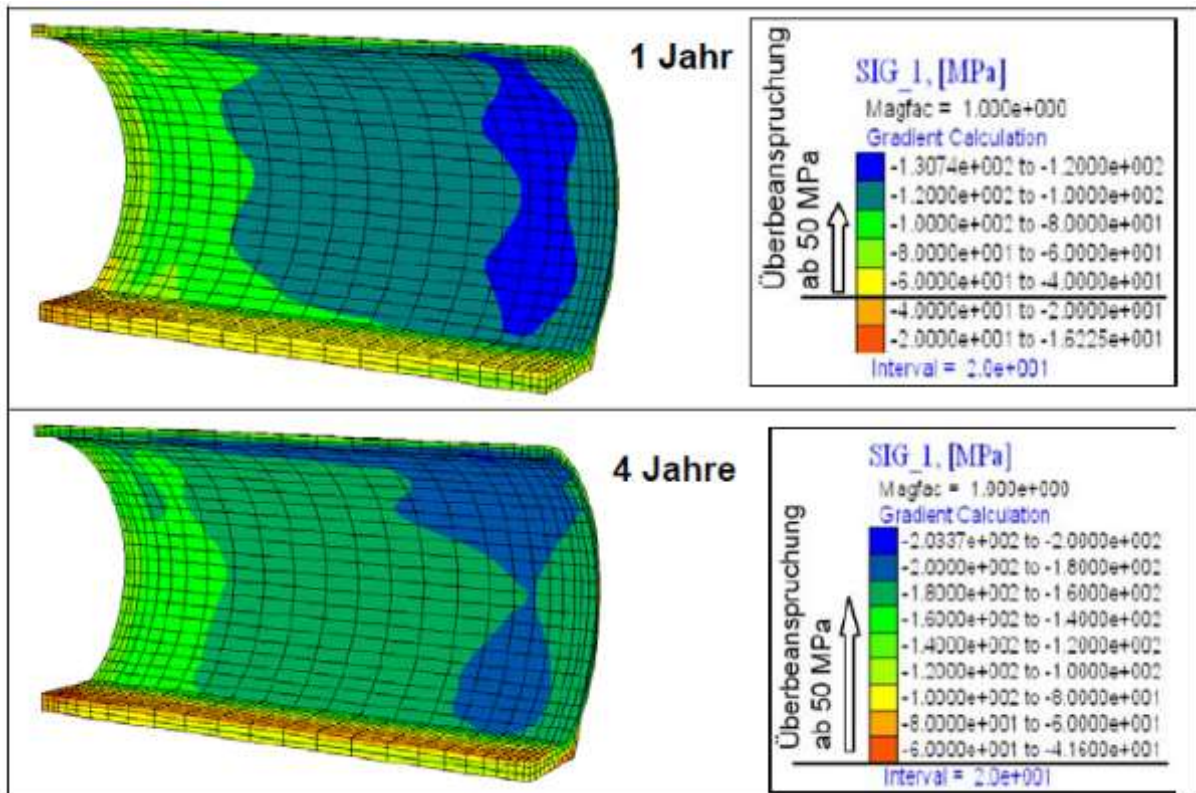 1 Jahr
Überbeanspruchung
ab 50 MPa
SIG_1, [MPa]
Magfac = 1.000e+000
Gradient Calculation
-1.3074e+002 to -1.2000e+002
-1.2000e+002 to -1.0000e+002
-1.0000e+002 to -8.0000e+001
-8.0000e+001 to -6.0000e+001
-6.0000e+001 to -4.0000e+001
-4.0000e+001 to -2.0000e+001
-2.0000e+001 to -1.6225e+001
Interval = 2.0e+001
4 Jahre
Überbeanspruchung
ab 50 MPa
SIG_1, [MPa]
Magfac = 1.000e+000
Gradient Calculation
-2.0337e+002 to -2.0000e+002
-2.0000e+002 to -1.8000e+002
-1.8000e+002 to -1.6000e+002
-1.6000e+002 to -1.4000e+002
-1.4000e+002 to -1.2000e+002
-1.2000e+002 to -1.0000e+002
-1.0000e+002 to -8.0000e+001
-8.0000e+001 to -6.0000e+001
-6.0000e+001 to -4.1600e+001
Interval = 2.0e+001